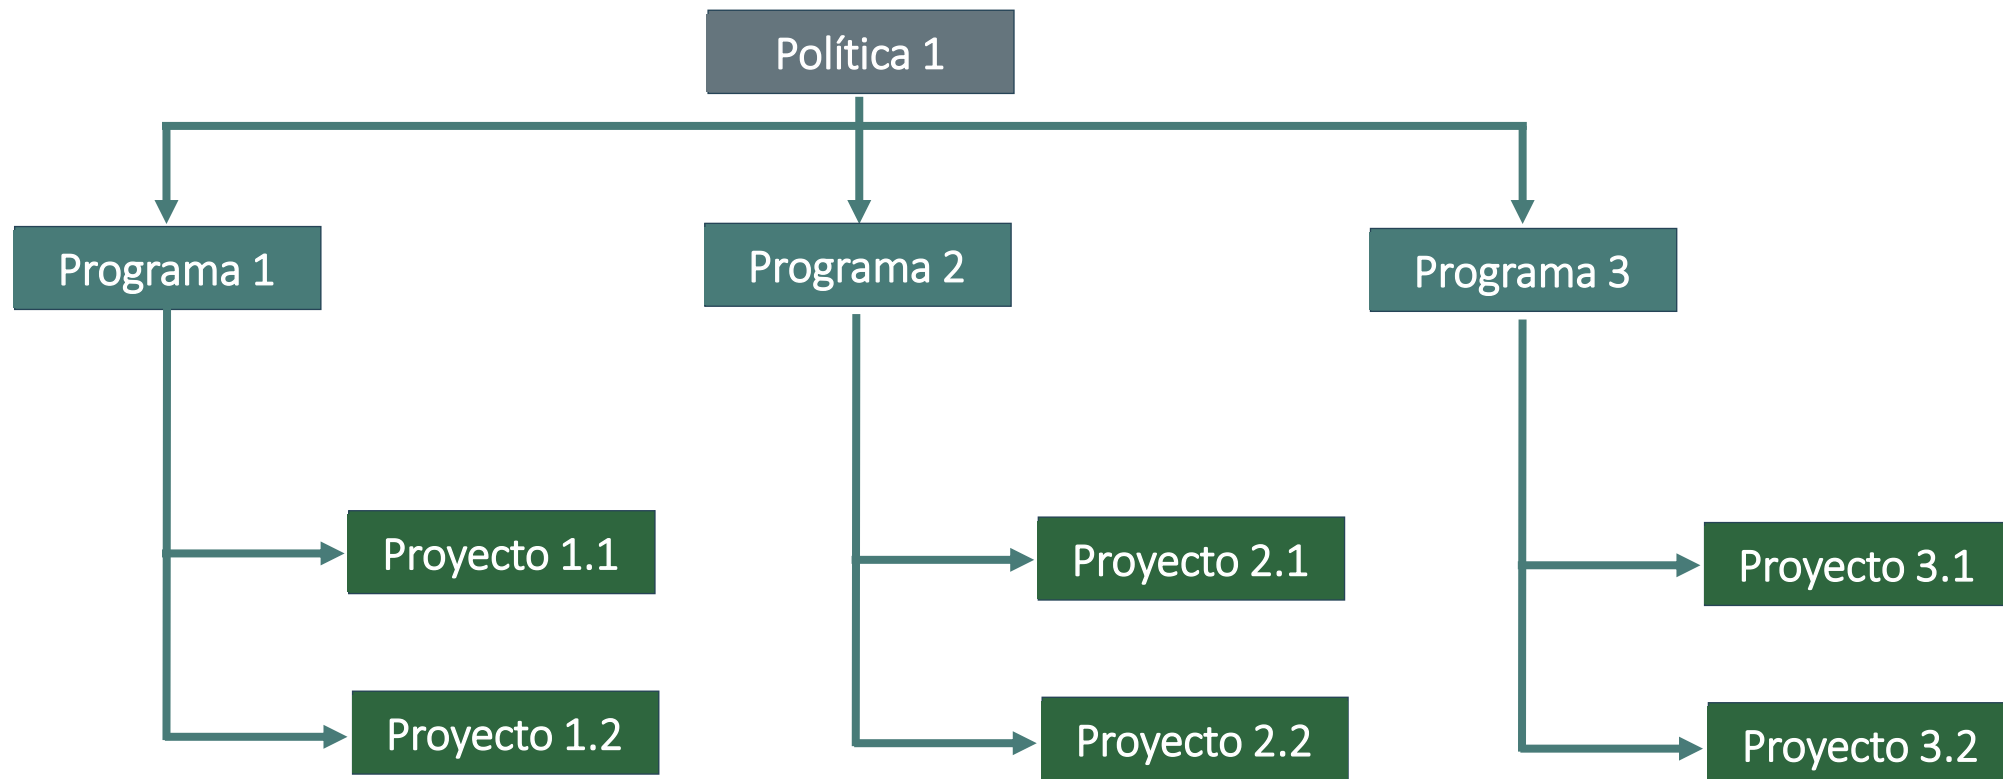 Política 1
Programa 1
Programa 2
Programa 3
Proyecto 1.1
Proyecto 2.1
Proyecto 3.1
Proyecto 1.2
Proyecto 2.2
Proyecto 3.2